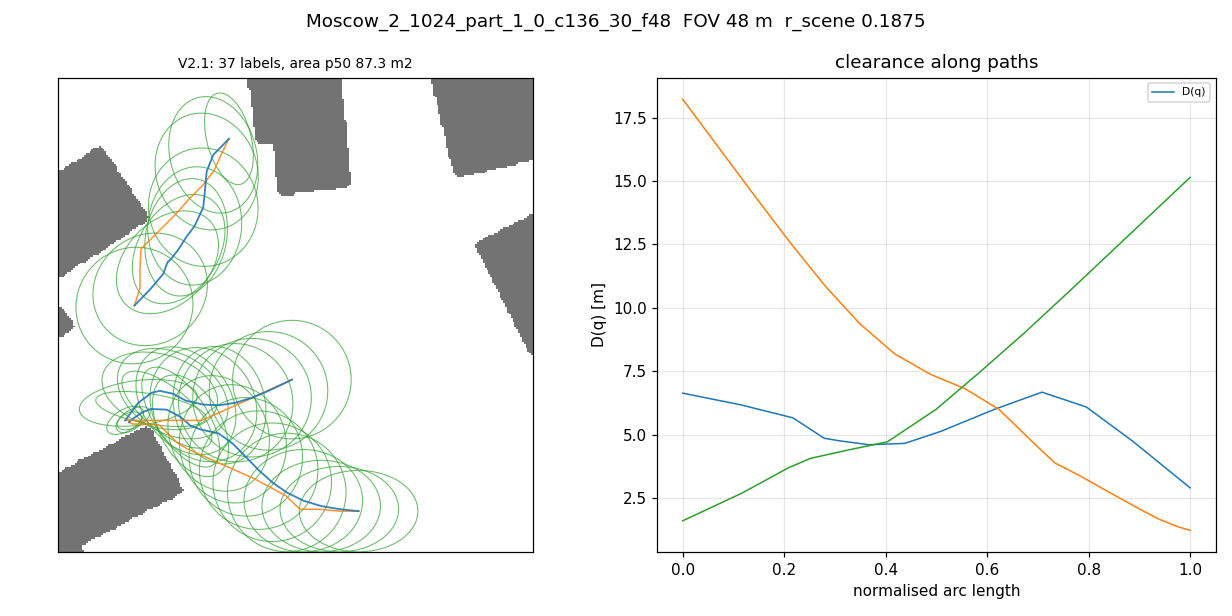 Moscow_2_1024_part_1_0_c136_30_f48 FOV 48 m r_scene 0.1875
V2.1: 37 labels, area p50 87.3 m2
clearance along paths
D(q)
17.5
15.0
12.5
10.0
7.5
5.0
2.5
D(q) [m]
0.0 0.2 0.4 0.6 0.8 1.0
normalised arc length